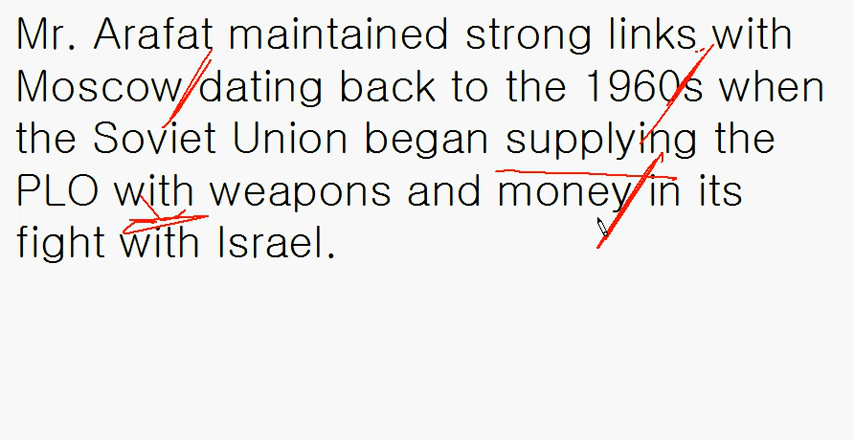 Mr. Arafat maintained strong links with
Moscow dating back to the 1960s when
the Soviet Union began supplying the
PLO with weapons and money in its
fight with Israel.